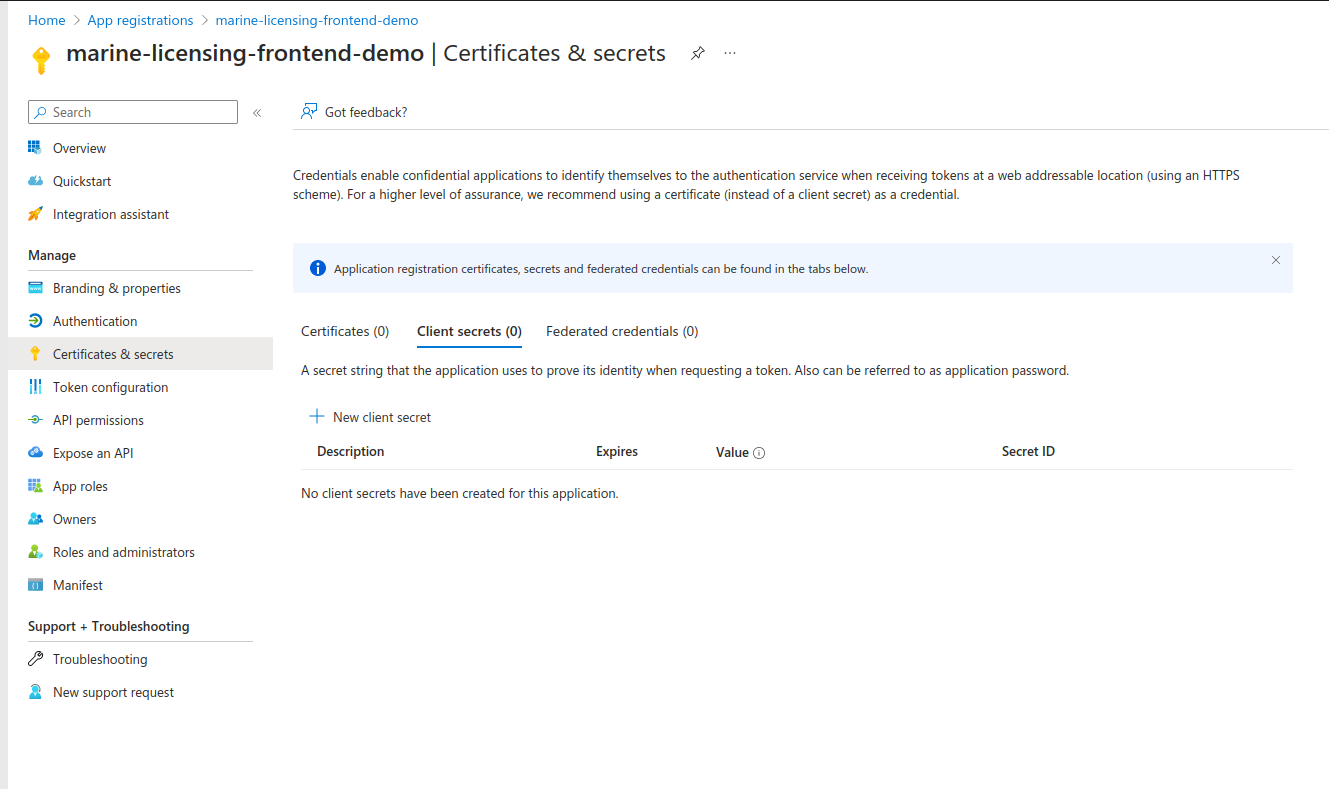 Home > App registrations > marine-licensing-frontend-demo
marine-licensing-frontend-demo | Certificates & secrets
Search
Got feedback?
Overview
Quickstart
Integration assistant
Manage
Branding & properties
Authentication
Certificates & secrets
Token configuration
API permissions
Expose an API
App roles
Owners
Roles and administrators
Manifest
Support + Troubleshooting
Troubleshooting
New support request
Credentials enable confidential applications to identify themselves to the authentication service when receiving tokens at a web addressable location (using an HTTPS
scheme). For a higher level of assurance, we recommend using a certificate (instead of a client secret) as a credential.
Application registration certificates, secrets and federated credentials can be found in the tabs below.
Certificates (0) Client secrets (0) Federated credentials (0)
A secret string that the application uses to prove its identity when requesting a token. Also can be referred to as application password.
New client secret
Description Expires Value Secret ID
No client secrets have been created for this application.